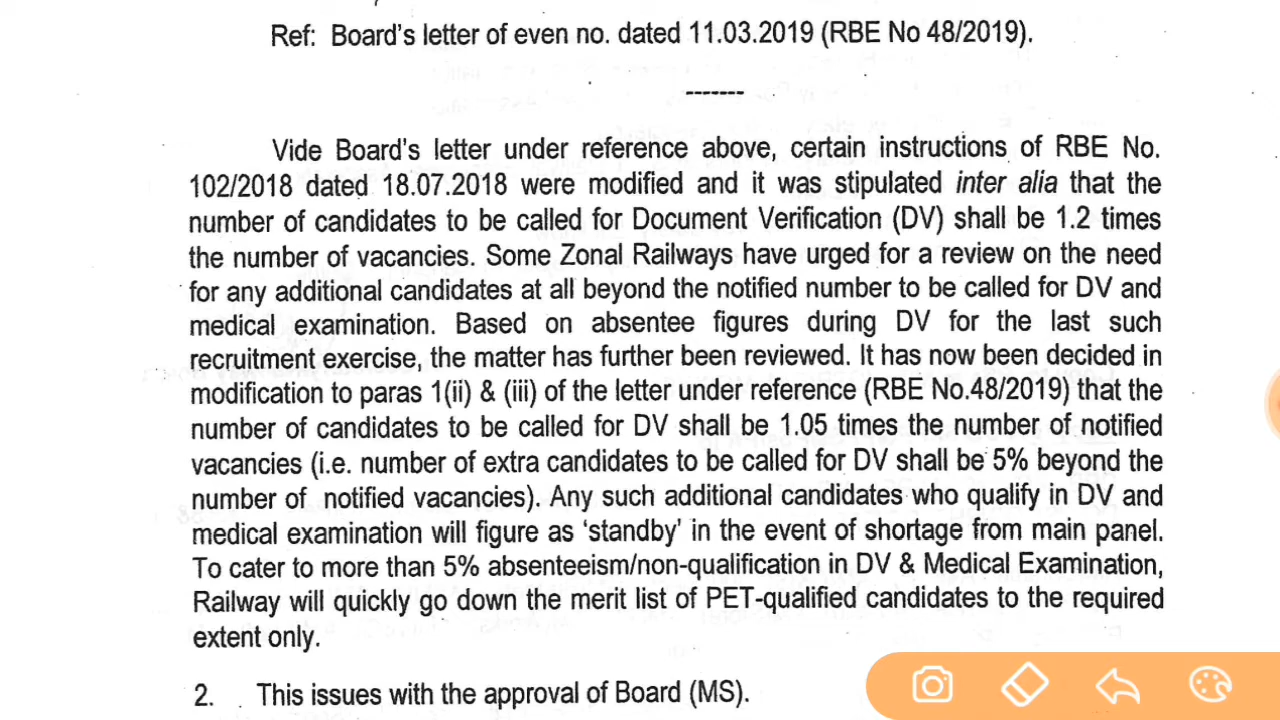 Ref: Board's letter of even no. dated 11.03.2019 (RBE No 48/2019).
-------
Vide Board's letter under reference above, certain instructions of RBE No.
102/2018 dated 18.07.2018 were modified and it was stipulated inter alia that the
number of candidates to be called for Document Verification (DV) shall be 1.2 times
the number of vacancies. Some Zonal Railways have urged for a review on the need
for any additional candidates at all beyond the notified number to be called for DV and
medical examination. Based on absentee figures during DV for the last such
recruitment exercise, the matter has further been reviewed. It has now been decided in
modification to paras 1(ii) & (iii) of the letter under reference (RBE No.48/2019) that the
number of candidates to be called for DV shall be 1.05 times the number of notified
vacancies (i.e. number of extra candidates to be called for DV shall be 5% beyond the
number of notified vacancies). Any such additional candidates who qualify in DV and
medical examination will figure as 'standby' in the event of shortage from main panel.
To cater to more than 5% absenteeism/non-qualification in DV & Medical Examination,
Railway will quickly go down the merit list of PET-qualified candidates to the required
extent only.
2. This issues with the approval of Board (MS).